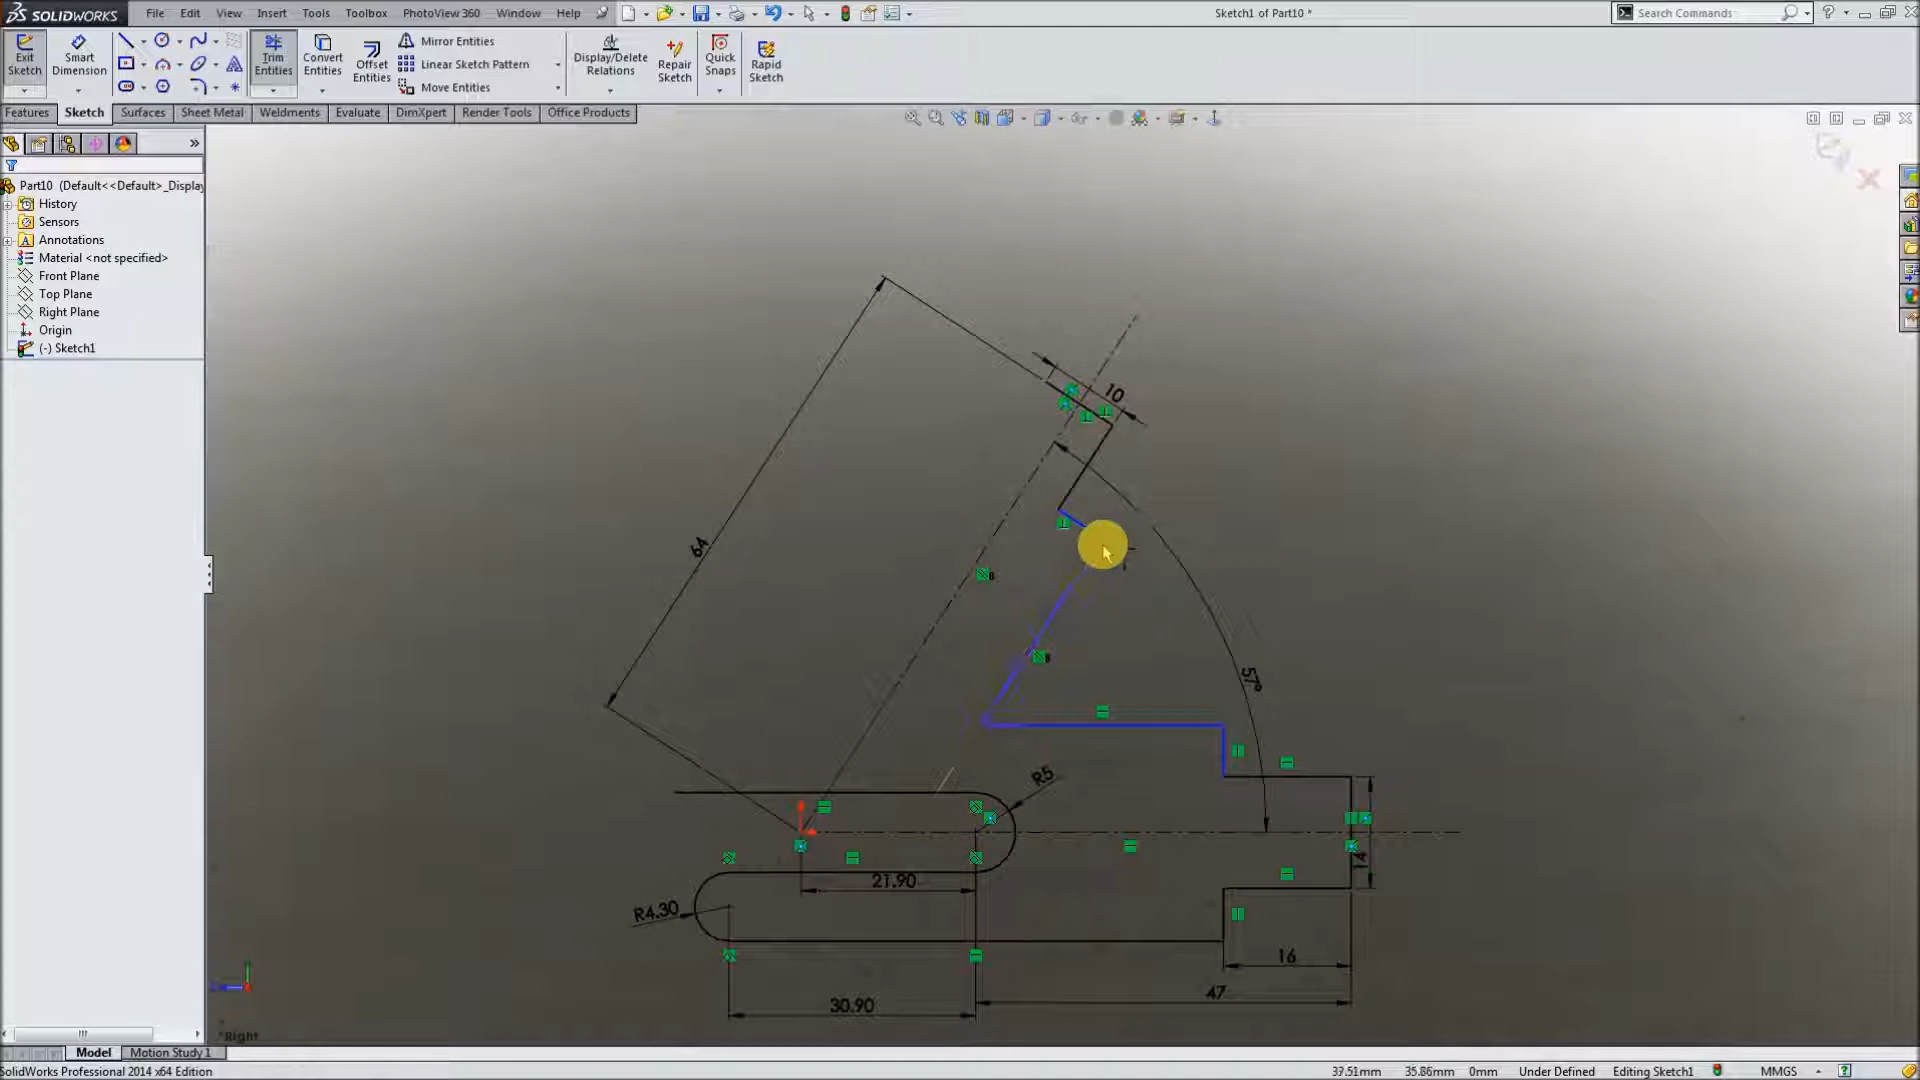 SOLIDWORKS
File Edit View Insert Tools Toolbox PhotoView 360 Window Help
Sketch1 of Part10 *
Search Commands
Exit Sketch
Smart Dimension
Trim Entities
Convert Entities
Offset Entities
Mirror Entities
Linear Sketch Pattern
Move Entities
Display/Delete Relations
Repair Sketch
Quick Snaps
Rapid Sketch
Features Sketch Surfaces Sheet Metal Weldments Evaluate DimXpert Render Tools Office Products
Part10 (Default<<Default>_Display
History
Sensors
Annotations
Material <not specified>
Front Plane
Top Plane
Right Plane
Origin
(-) Sketch1
10
64
57°
R5
14
21.90
R4.30
16
47
30.90
*Right
Model Motion Study 1
SolidWorks Professional 2014 x64 Edition
37.51mm 35.86mm 0mm Under Defined Editing Sketch1 MMGS